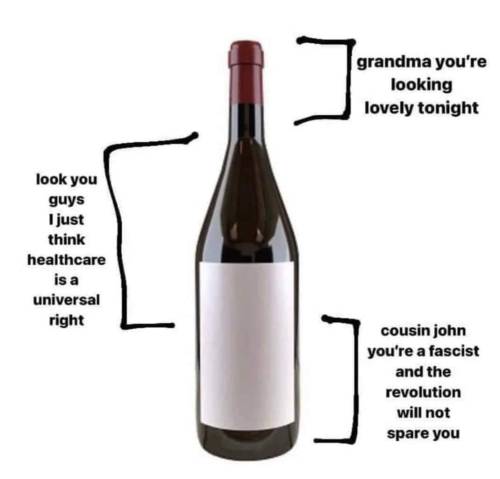 grandma you're
looking
lovely tonight
look you
guys
I just
think
healthcare
is a
universal
right
cousin john
you're a fascist
and the
revolution
will not
spare you